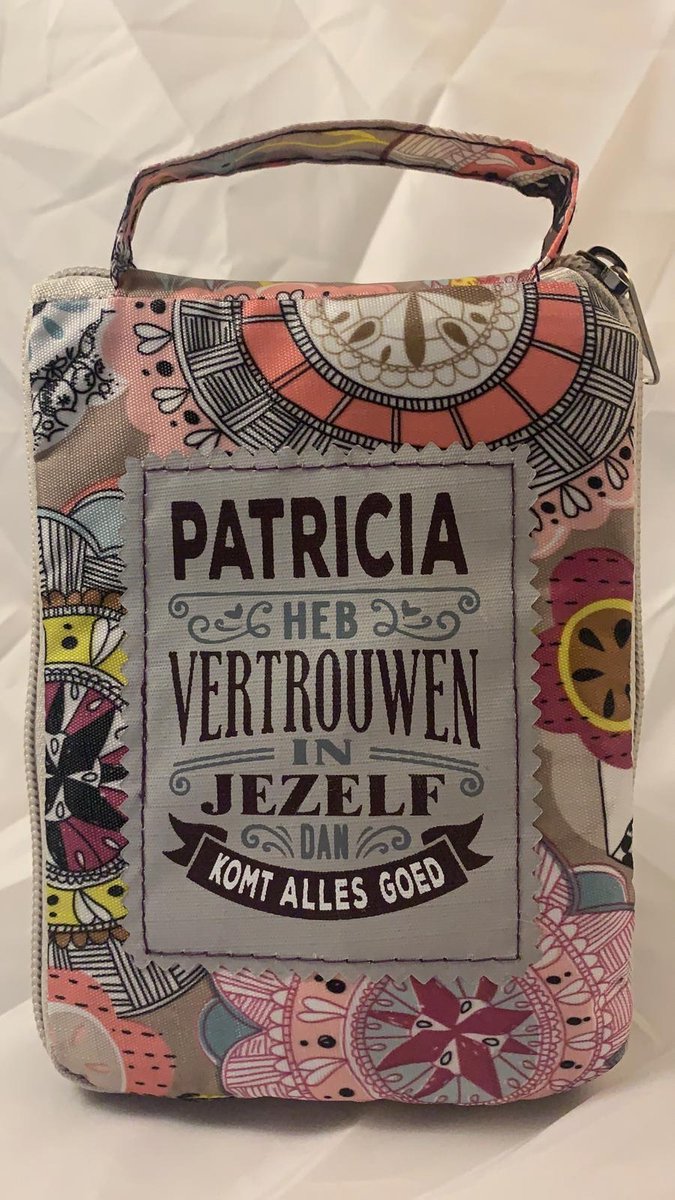 PATRICIA
HEB
VERTROUWEN
IN
JEZELF
DAN
KOMT ALLES GOED